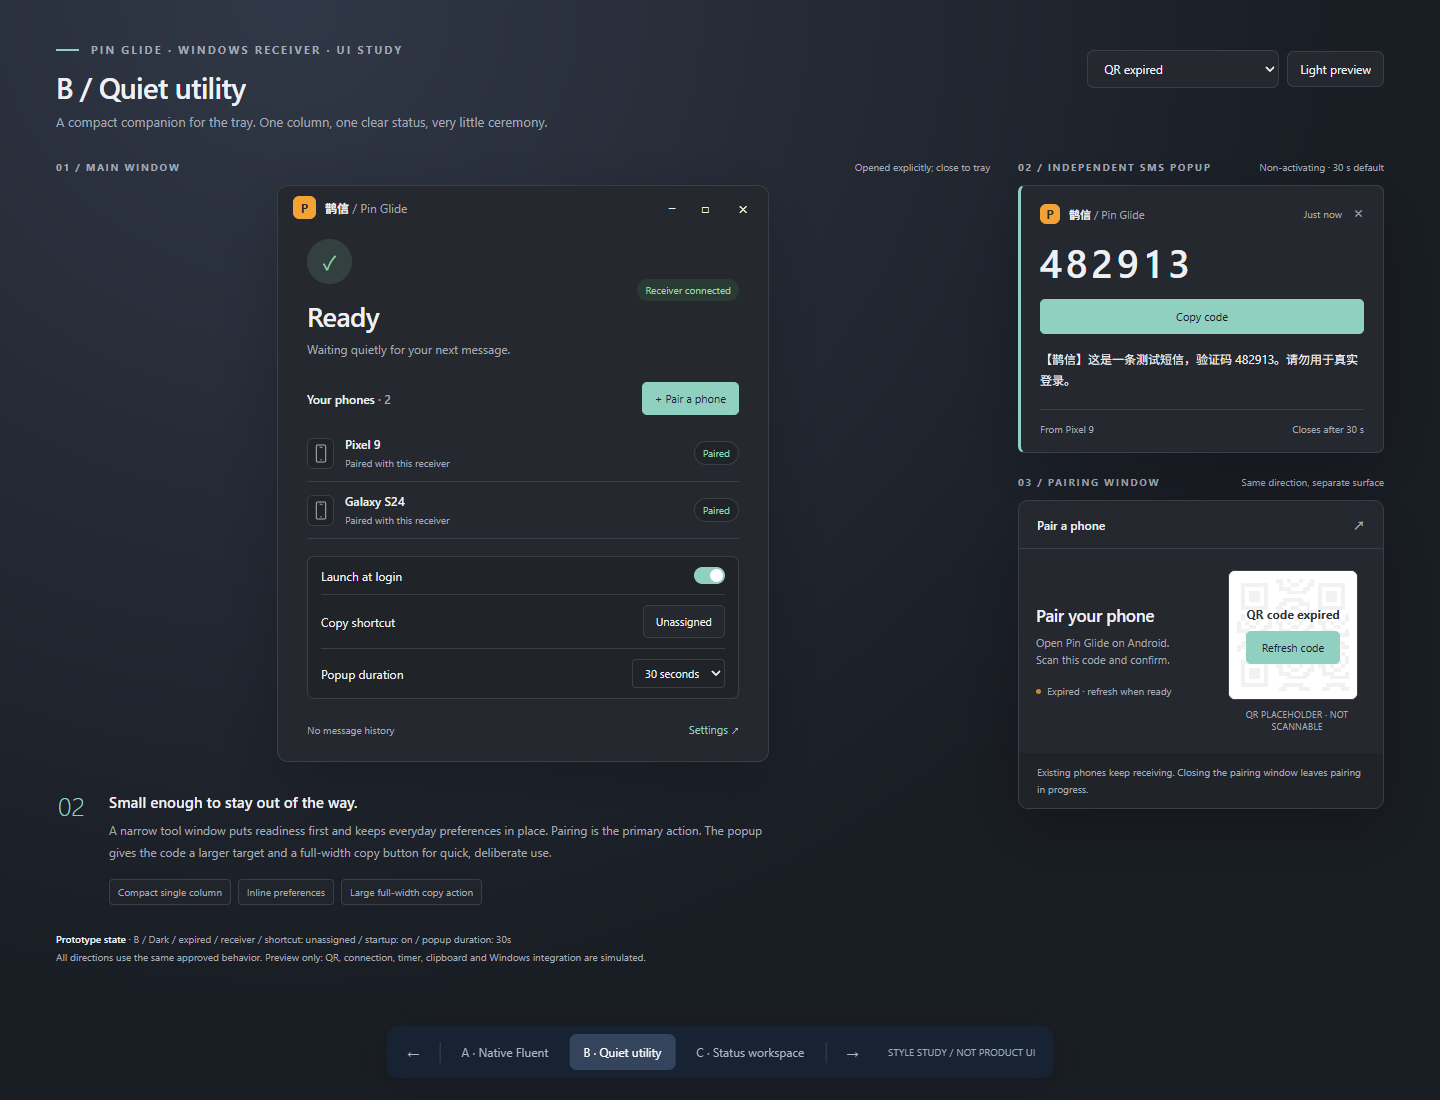 PIN GLIDE · WINDOWS RECEIVER · UI STUDY
B / Quiet utility
A compact companion for the tray. One column, one clear status, very little ceremony.
QR expired
Light preview
01 / MAIN WINDOW
Opened explicitly; close to tray
P
鹊信 / Pin Glide
Receiver connected
Ready
Waiting quietly for your next message.
Your phones · 2
+ Pair a phone
Pixel 9
Paired with this receiver
Paired
Galaxy S24
Paired with this receiver
Paired
Launch at login
Copy shortcut
Unassigned
Popup duration
30 seconds
No message history
Settings ↗
02 / INDEPENDENT SMS POPUP
Non-activating · 30 s default
P
鹊信 / Pin Glide
Just now
482913
Copy code
【鹊信】这是一条测试短信，验证码 482913。请勿用于真实
登录。
From Pixel 9
Closes after 30 s
03 / PAIRING WINDOW
Same direction, separate surface
Pair a phone
Pair your phone
Open Pin Glide on Android.
Scan this code and confirm.
Expired · refresh when ready
QR code expired
Refresh code
QR PLACEHOLDER · NOT
SCANNABLE
Existing phones keep receiving. Closing the pairing window leaves pairing
in progress.
02
Small enough to stay out of the way.
A narrow tool window puts readiness first and keeps everyday preferences in place. Pairing is the primary action. The popup
gives the code a larger target and a full-width copy button for quick, deliberate use.
Compact single column
Inline preferences
Large full-width copy action
Prototype state · B / Dark / expired / receiver / shortcut: unassigned / startup: on / popup duration: 30s
All directions use the same approved behavior. Preview only: QR, connection, timer, clipboard and Windows integration are simulated.
← A · Native Fluent
B · Quiet utility
C · Status workspace →
STYLE STUDY / NOT PRODUCT UI